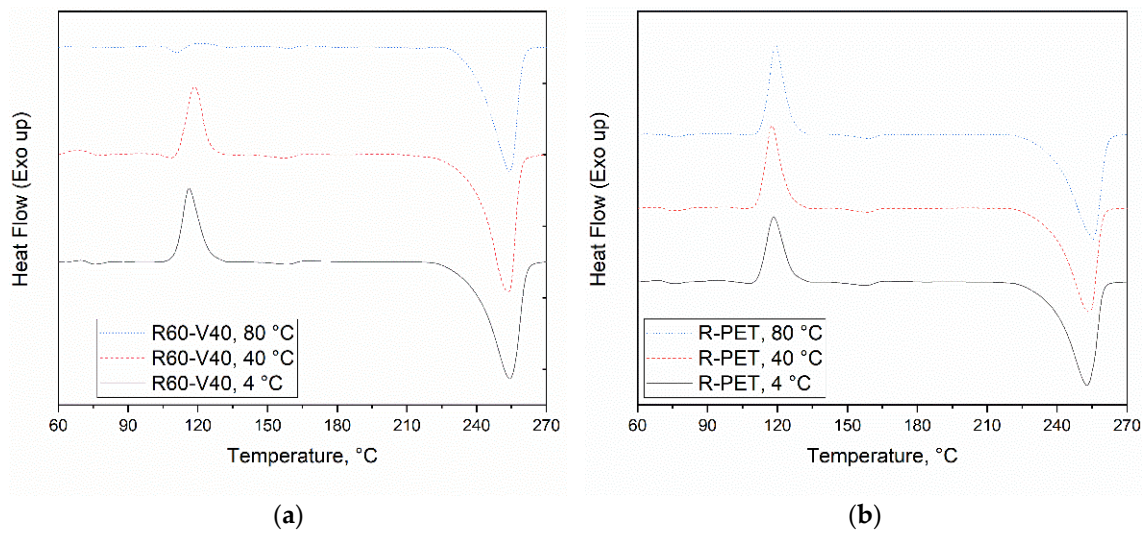 Heat Flow (Exo up)
R60-V40, 80 °C
R60-V40, 40 °C
R60-V40, 4 °C
60 90 120 150 180 210 240 270
Temperature, °C
(a)
Heat Flow (Exo up)
R-PET, 80 °C
R-PET, 40 °C
R-PET, 4 °C
60 90 120 150 180 210 240 270
Temperature, °C
(b)